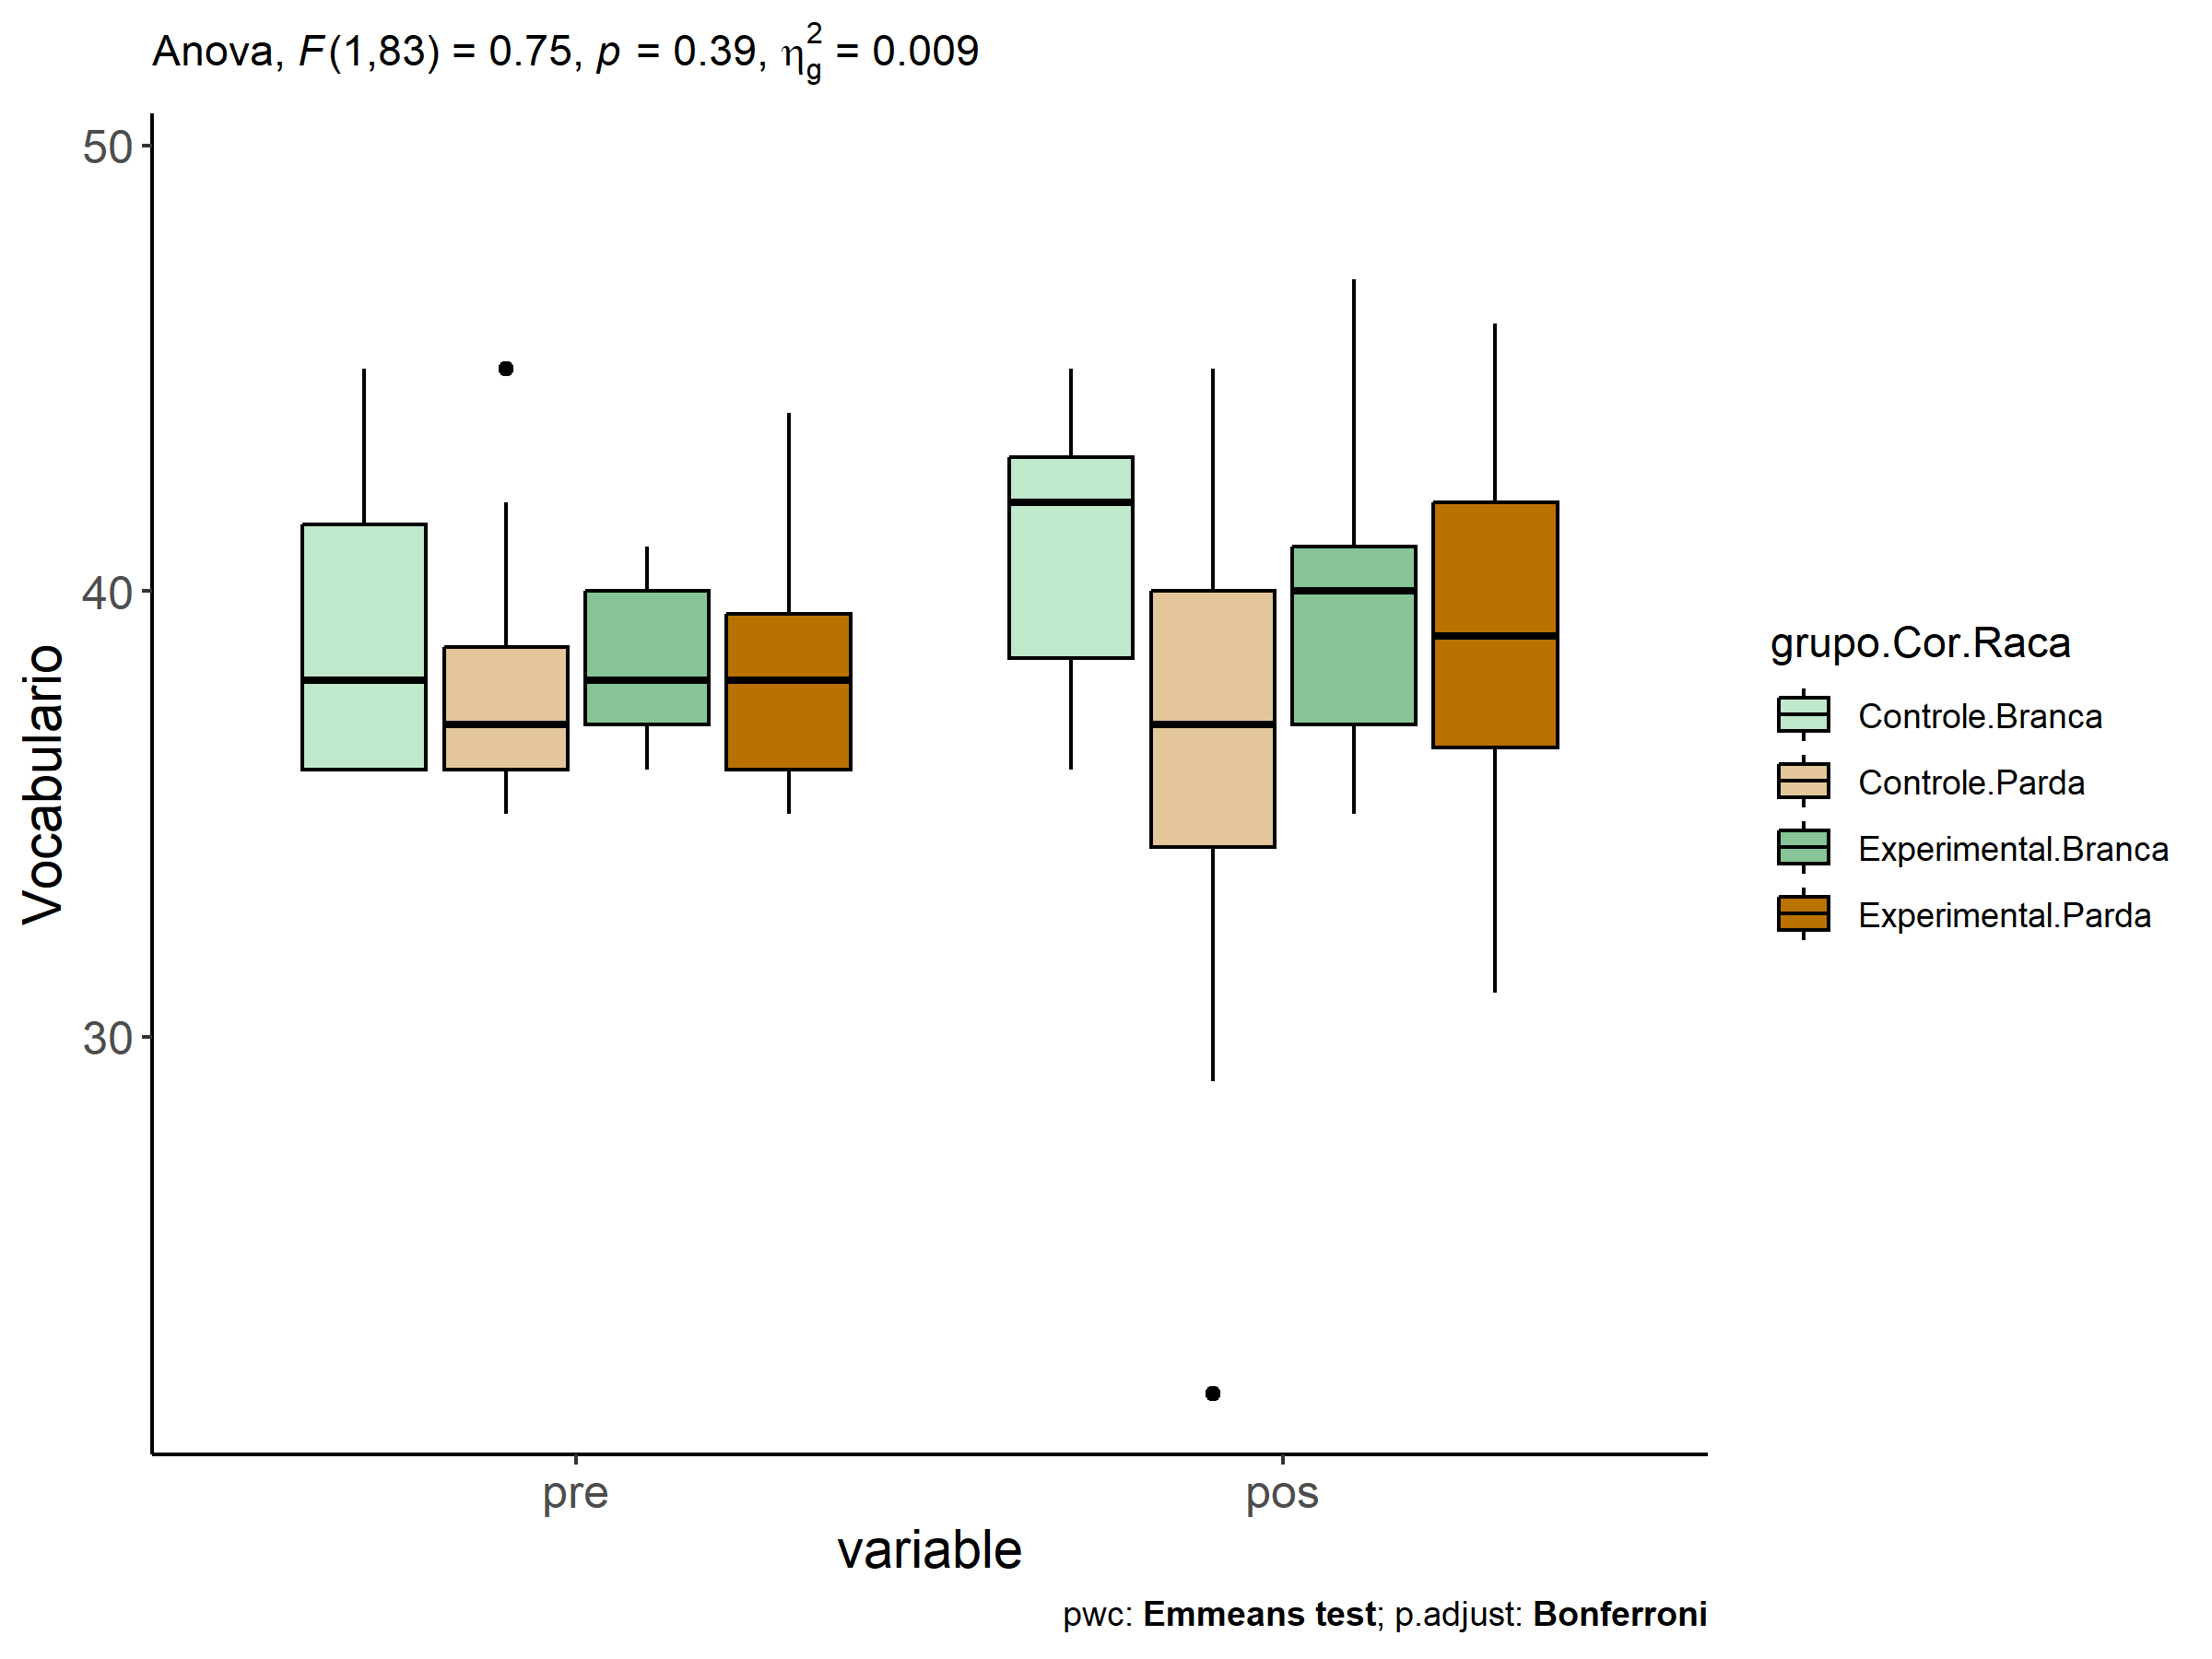 Anova, F(1,83) = 0.75, p = 0.39, η²g = 0.009
50
40
30
Vocabulario
pre
pos
variable
grupo.Cor.Raca
Controle.Branca
Controle.Parda
Experimental.Branca
Experimental.Parda
pwc: Emmeans test; p.adjust: Bonferroni